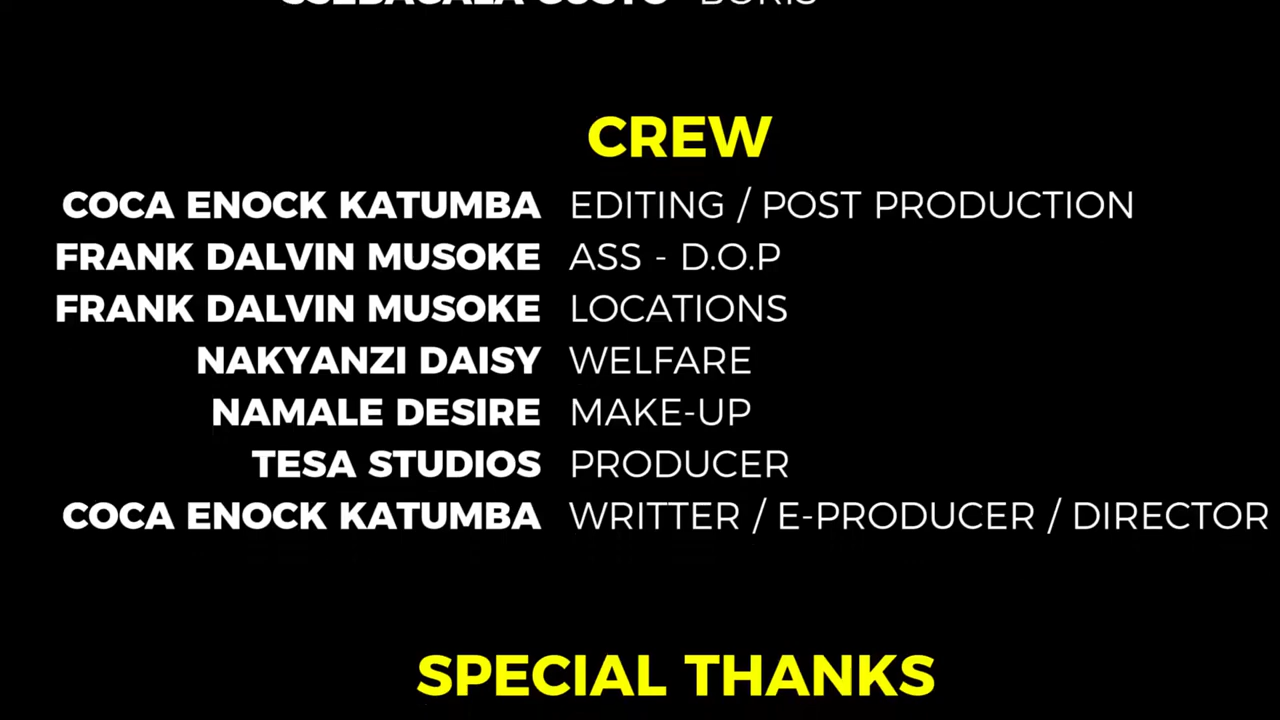 BORIS
CREW
COCA ENOCK KATUMBA EDITING / POST PRODUCTION
FRANK DALVIN MUSOKE ASS - D.O.P
FRANK DALVIN MUSOKE LOCATIONS
NAKYANZI DAISY WELFARE
NAMALE DESIRE MAKE-UP
TESA STUDIOS PRODUCER
COCA ENOCK KATUMBA WRITTER / E-PRODUCER / DIRECTOR
SPECIAL THANKS